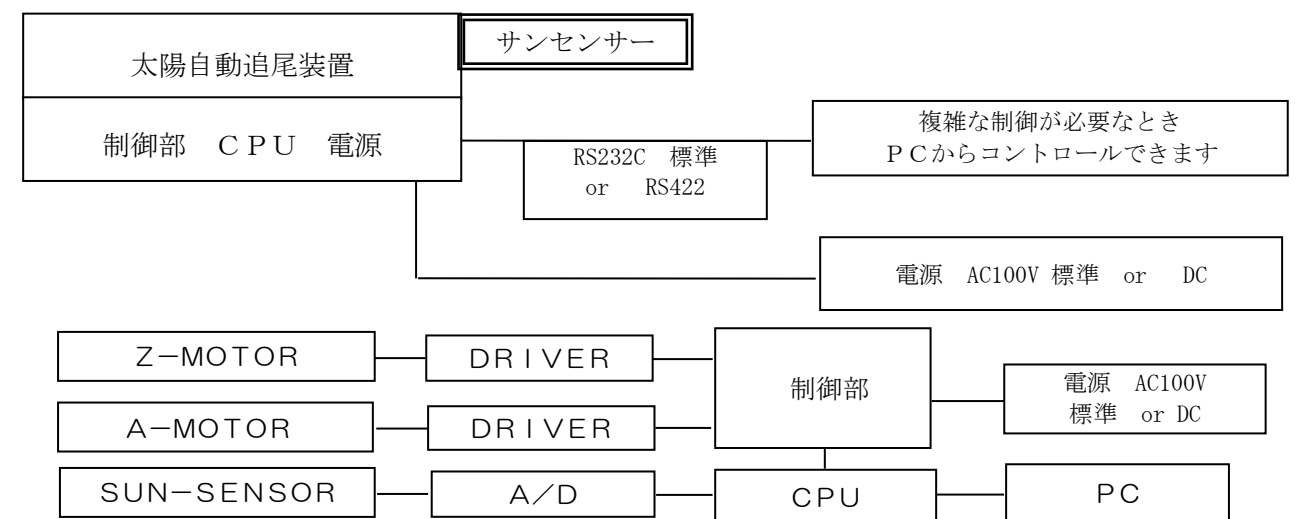 サンセンサー
太陽自動追尾装置
制御部　ＣＰＵ　電源
複雑な制御が必要なとき
ＰＣからコントロールできます
RS232C　標準
or　RS422
電源　AC100V 標準　or　DC
Ｚ－ＭＯＴＯＲ
ＤＲＩＶＥＲ
制御部
電源　AC100V
標準　or DC
Ａ－ＭＯＴＯＲ
ＤＲＩＶＥＲ
ＳＵＮ－ＳＥＮＳＯＲ
Ａ／Ｄ
ＣＰＵ
ＰＣ